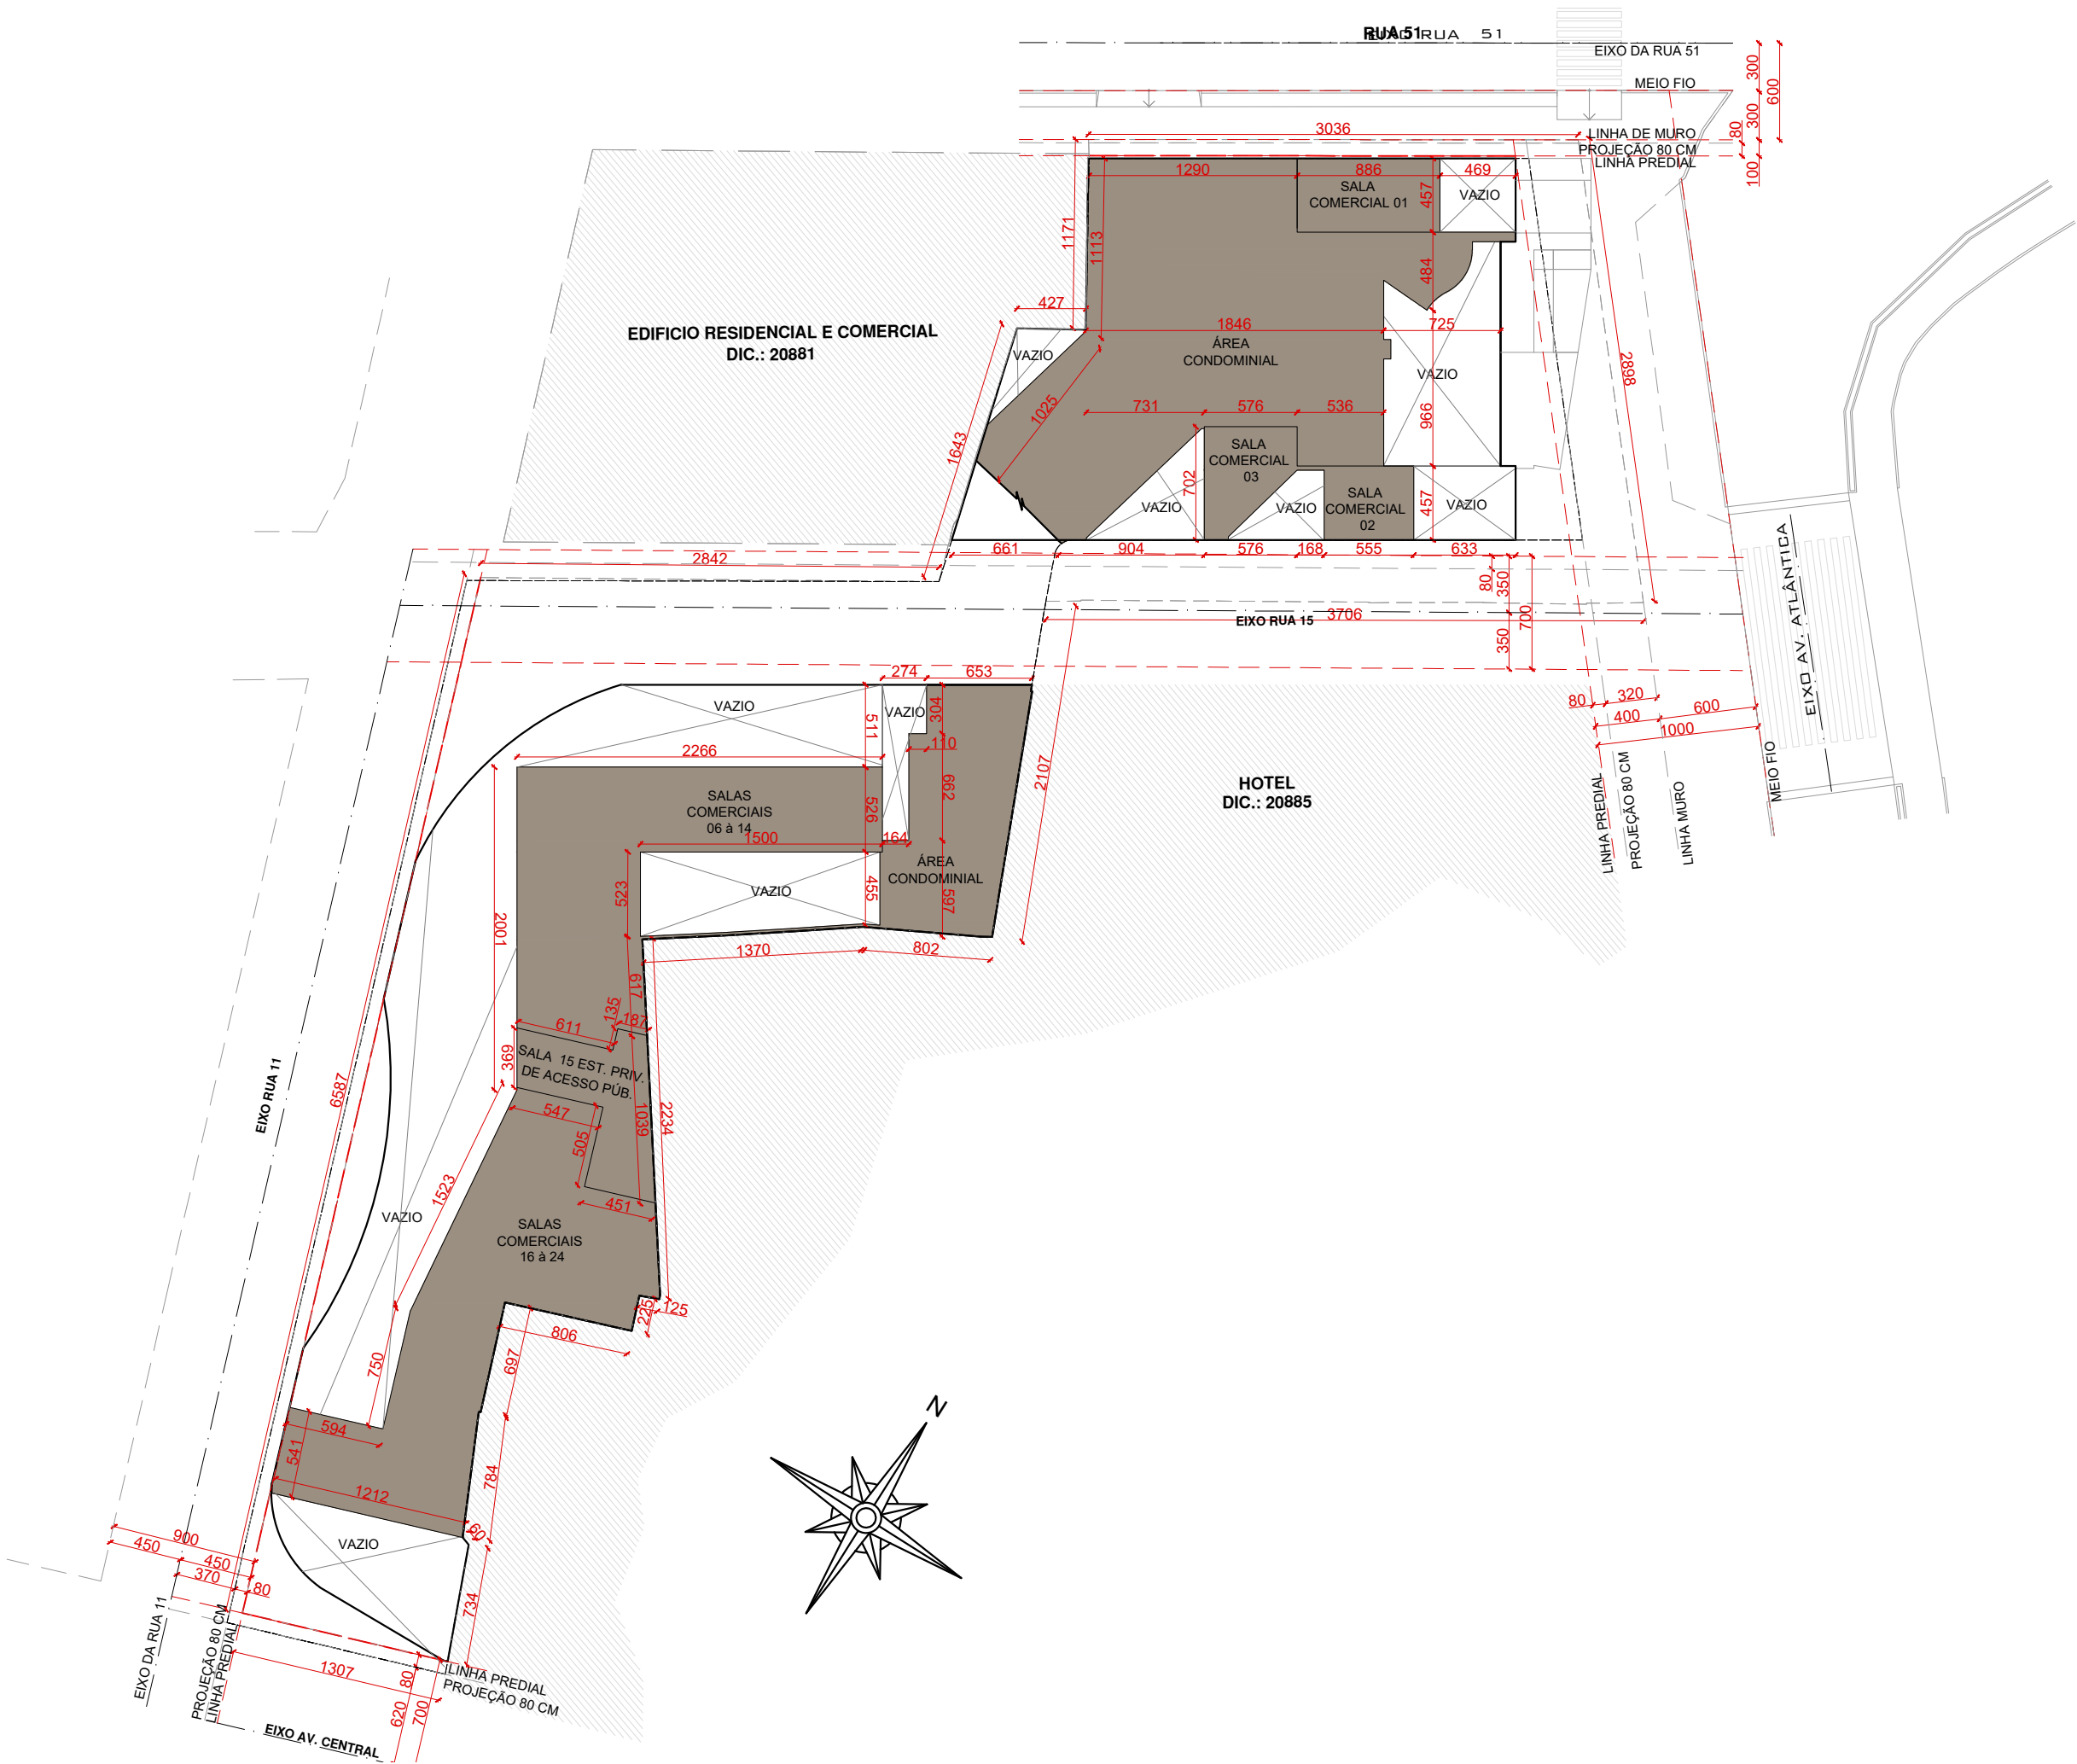 RUA 51
EIXO RUA 51
EIXO DA RUA 51
MEIO FIO
300
600
300
80
100
LINHA DE MURO
PROJEÇÃO 80 CM
LINHA PREDIAL
3036
1290
886
469
SALA
COMERCIAL 01
457
VAZIO
1171
1113
484
427
1846
725
EDIFICIO RESIDENCIAL E COMERCIAL
DIC.: 20881
VAZIO
ÁREA
CONDOMINIAL
VAZIO
2898
1025
731
576
536
966
1643
SALA
COMERCIAL
03
702
VAZIO
VAZIO
SALA
COMERCIAL
02
457
VAZIO
2842
661
904
576
168
555
633
80
350
700
350
EIXO RUA 15
3706
EIXO AV. ATLÂNTICA
274
653
80
320
600
400
1000
VAZIO
511
VAZIO
304
110
2266
2107
662
HOTEL
DIC.: 20885
LINHA PREDIAL
PROJEÇÃO 80 CM
LINHA MURO
MEIO FIO
SALAS
COMERCIAIS
06 à 14
526
1500
164
ÁREA
CONDOMINIAL
523
VAZIO
455
597
2001
1370
802
617
135
187
611
369
SALA 15 EST. PRIV.
DE ACESSO PÚB.
EIXO RUA 11
6587
547
505
1039
2234
1523
VAZIO
451
SALAS
COMERCIAIS
16 à 24
225
125
806
750
697
594
541
784
N
1212
60
VAZIO
900
450
450
370
80
734
EIXO DA RUA 11
PROJEÇÃO 80 CM
LINHA PREDIAL
1307
80
620
700
LINHA PREDIAL
PROJEÇÃO 80 CM
EIXO AV. CENTRAL